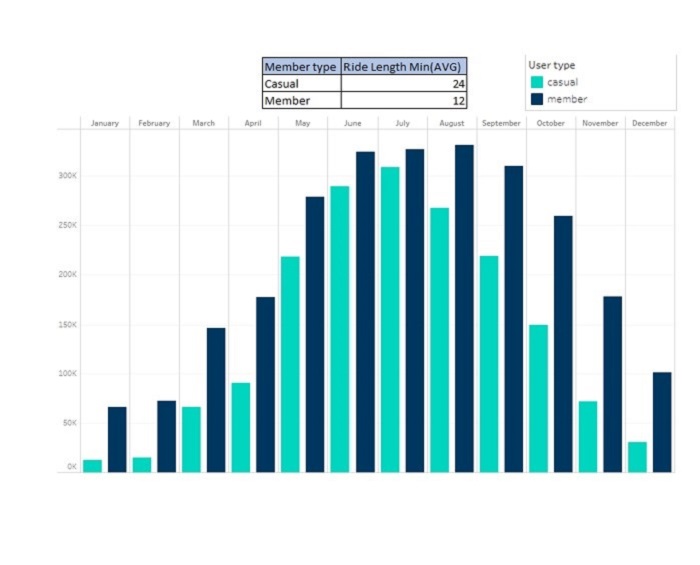 Member type Ride Length Min(AVG)
Casual 24
Member 12
User type
casual
member
January February March April May June July August September October November December
300K
250K
200K
150K
100K
50K
0K